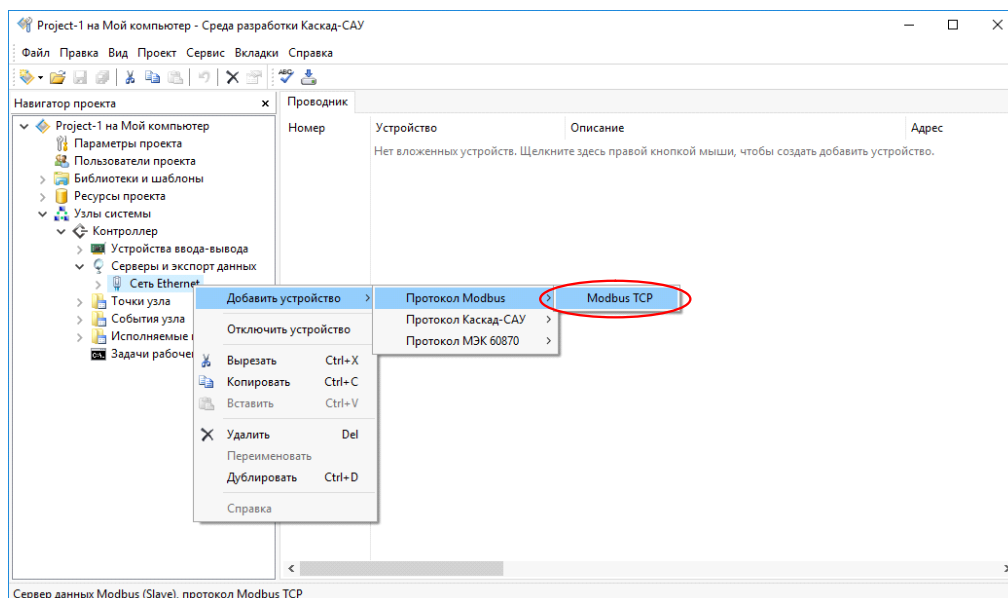 Project-1 на Мой компьютер - Среда разработки Каскад-САУ
Файл Правка Вид Проект Сервис Вкладки Справка
ABC
Навигатор проекта
Проводник
Project-1 на Мой компьютер
Параметры проекта
Пользователи проекта
Библиотеки и шаблоны
Ресурсы проекта
Узлы системы
Контроллер
Устройства ввода-вывода
Серверы и экспорт данных
Сеть Ethernet
Точки узла
События узла
Исполняемые
Задачи рабоче
Номер Устройство Описание Адрес
Нет вложенных устройств. Щелкните здесь правой кнопкой мыши, чтобы создать добавить устройство.
Добавить устройство
Отключить устройство
Вырезать Ctrl+X
Копировать Ctrl+C
Вставить Ctrl+V
Удалить Del
Переименовать
Дублировать Ctrl+D
Справка
Протокол Modbus
Протокол Каскад-САУ
Протокол МЭК 60870
Modbus TCP
Сервер данных Modbus (Slave), протокол Modbus TCP